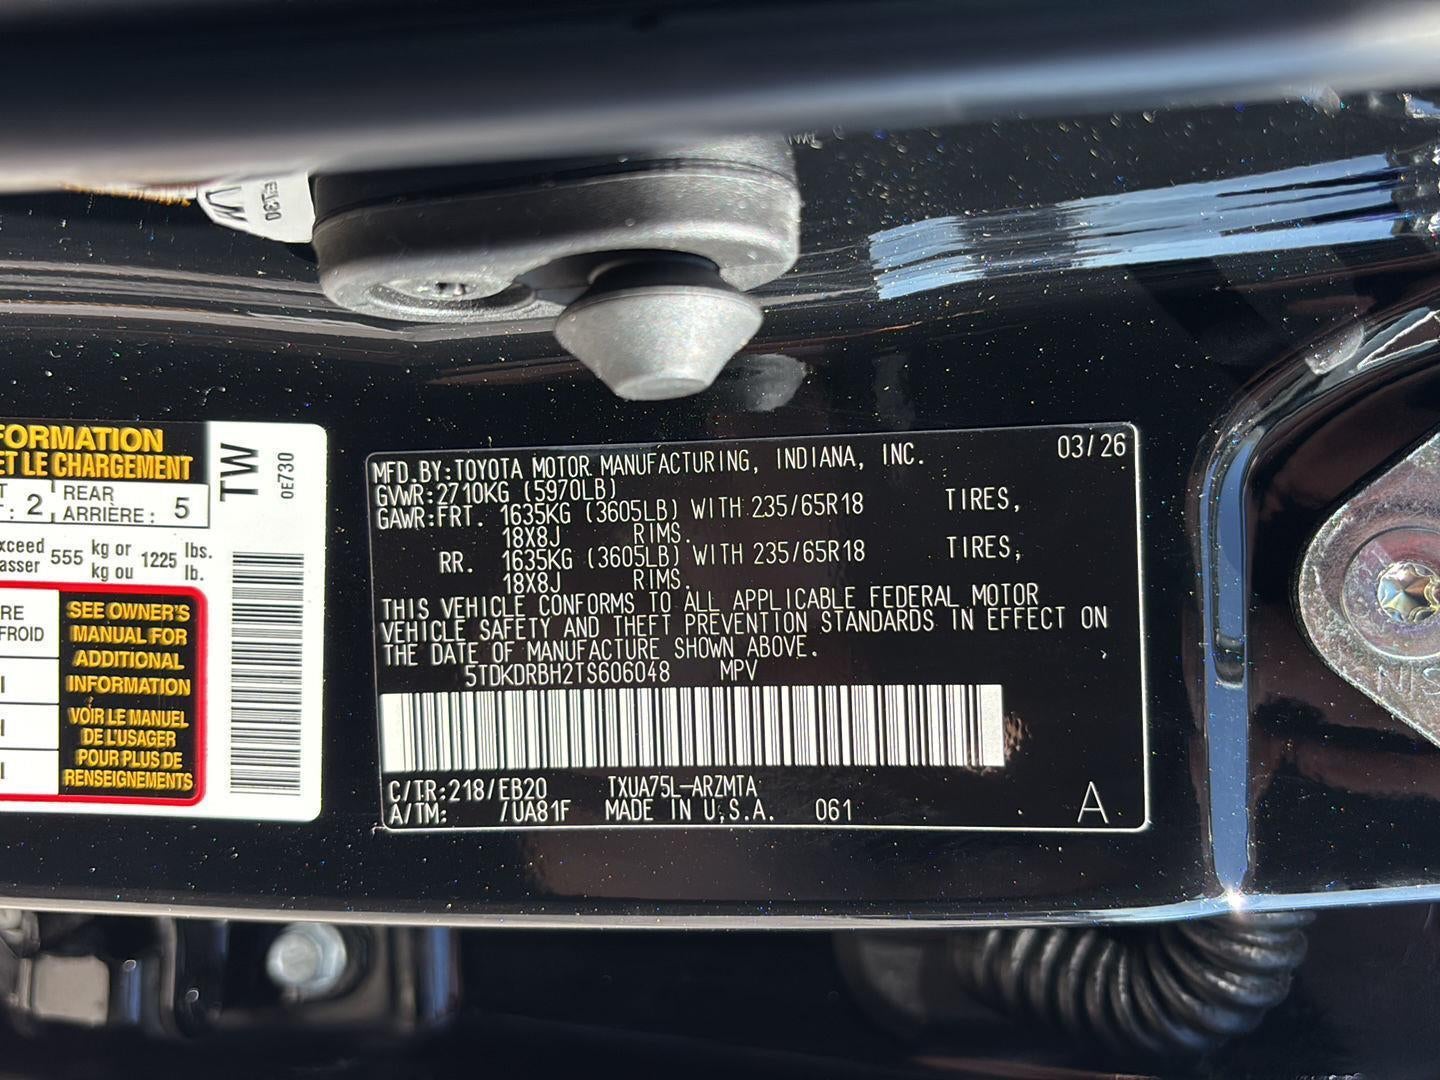 EL30
FORMATION
ET LE CHARGEMENT
2 REAR
ARRIÈRE : 5
555 kg or 1225 lbs.
kg ou lb.
SEE OWNER'S
MANUAL FOR
ADDITIONAL
INFORMATION
VOIR LE MANUEL
DE L'USAGER
POUR PLUS DE
RENSEIGNEMENTS
FROID
TW
0E730
MFD.BY:TOYOTA MOTOR MANUFACTURING, INDIANA, INC. 03/26
GVWR:2710KG (5970LB)
GAWR:FRT. 1635KG (3605LB) WITH 235/65R18 TIRES,
18X8J RIMS.
RR. 1635KG (3605LB) WITH 235/65R18 TIRES,
18X8J RIMS.
THIS VEHICLE CONFORMS TO ALL APPLICABLE FEDERAL MOTOR
VEHICLE SAFETY AND THEFT PREVENTION STANDARDS IN EFFECT ON
THE DATE OF MANUFACTURE SHOWN ABOVE.
5TDKDRBH2TS606048 MPV
C/TR:218/EB20 TXUA75L-ARZMTA
A/TM: /UA81F MADE IN U.S.A. 061 A